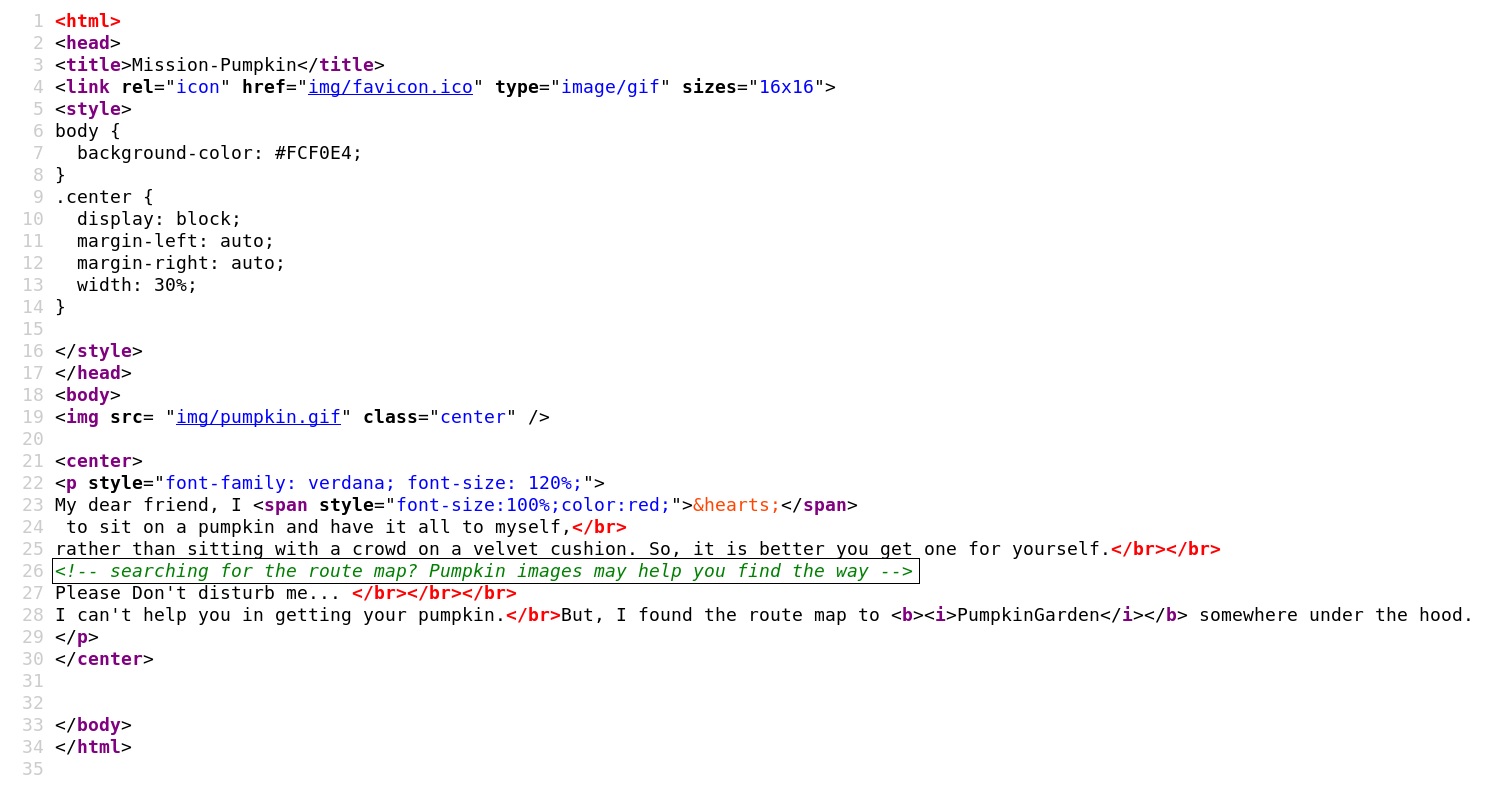 1 <html>
2 <head>
3 <title>Mission-Pumpkin</title>
4 <link rel="icon" href="img/favicon.ico" type="image/gif" sizes="16x16">
5 <style>
6 body {
7   background-color: #FCF0E4;
8 }
9 .center {
10   display: block;
11   margin-left: auto;
12   margin-right: auto;
13   width: 30%;
14 }
15
16 </style>
17 </head>
18 <body>
19 <img src= "img/pumpkin.gif" class="center" />
20
21 <center>
22 <p style="font-family: verdana; font-size: 120%;">
23 My dear friend, I <span style="font-size:100%;color:red;">&hearts;</span>
24  to sit on a pumpkin and have it all to myself,</br>
25 rather than sitting with a crowd on a velvet cushion. So, it is better you get one for yourself.</br></br>
26 <!-- searching for the route map? Pumpkin images may help you find the way -->
27 Please Don't disturb me... </br></br></br>
28 I can't help you in getting your pumpkin.</br>But, I found the route map to <b><i>PumpkinGarden</i></b> somewhere under the hood.
29 </p>
30 </center>
31
32
33 </body>
34 </html>
35